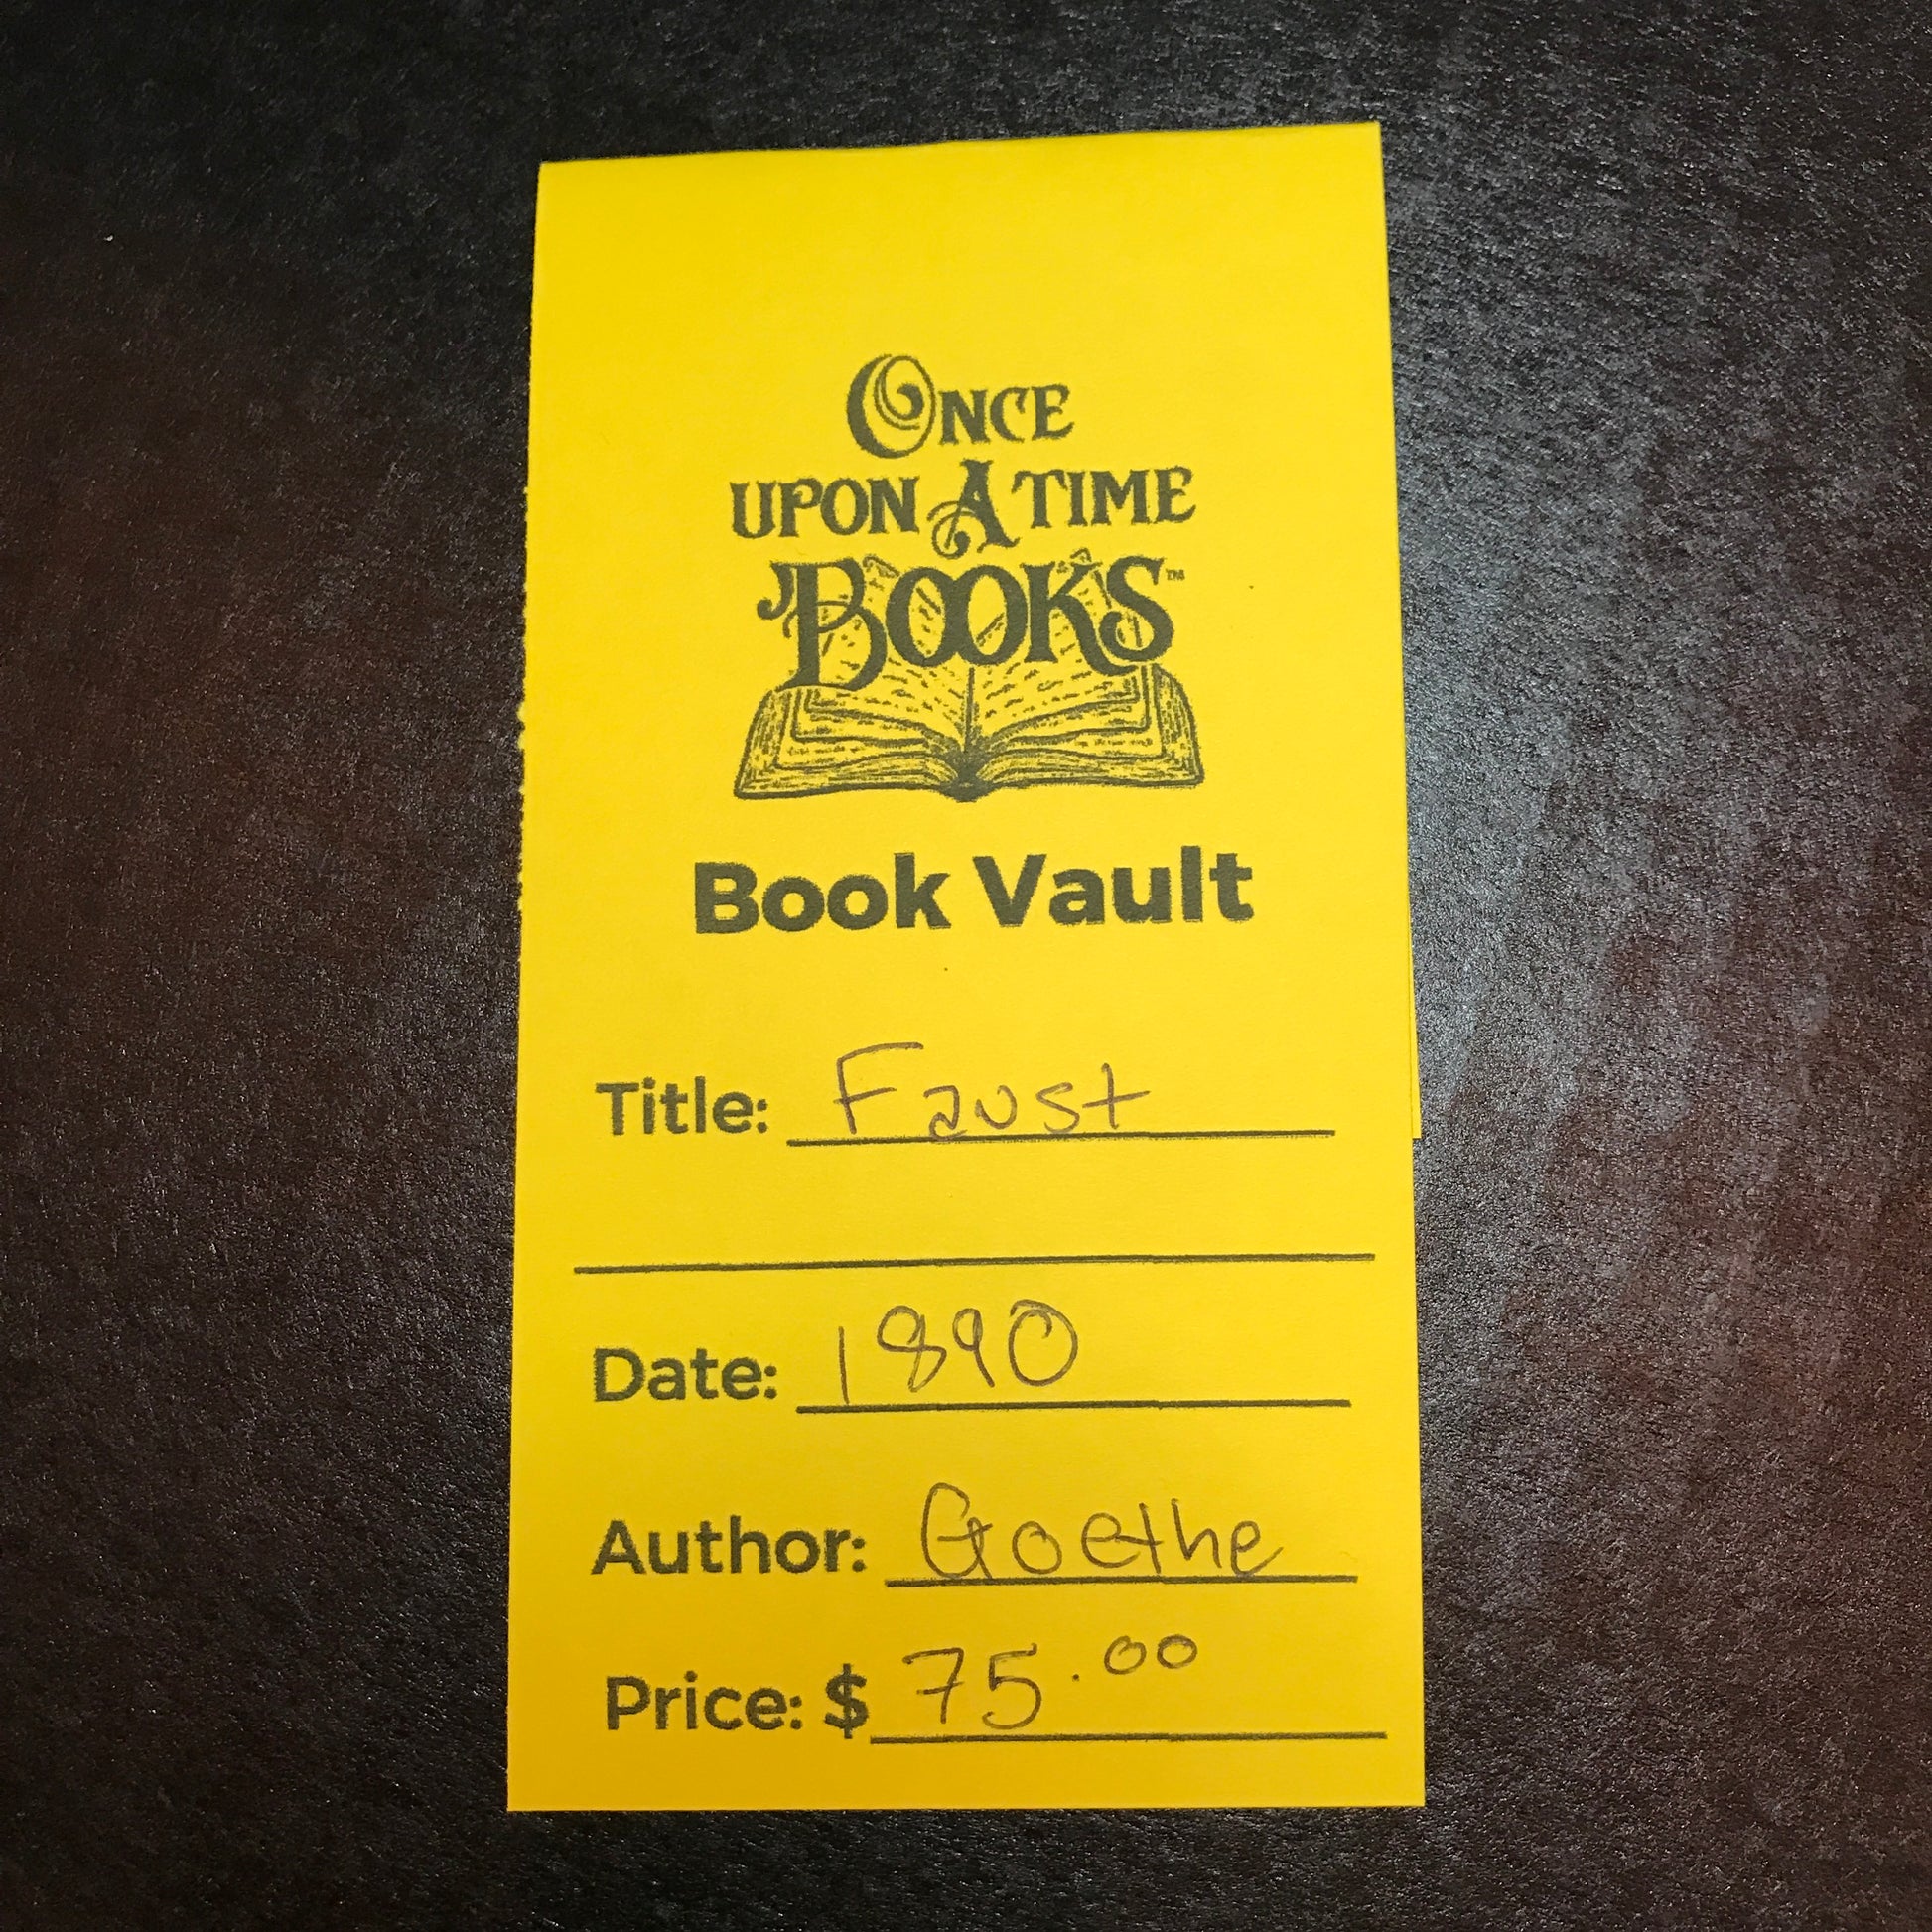 ONCE
UPON A TIME
BOOKS™
Book Vault
Title: Faust
Date: 1890
Author: Goethe
Price: $ 75.00